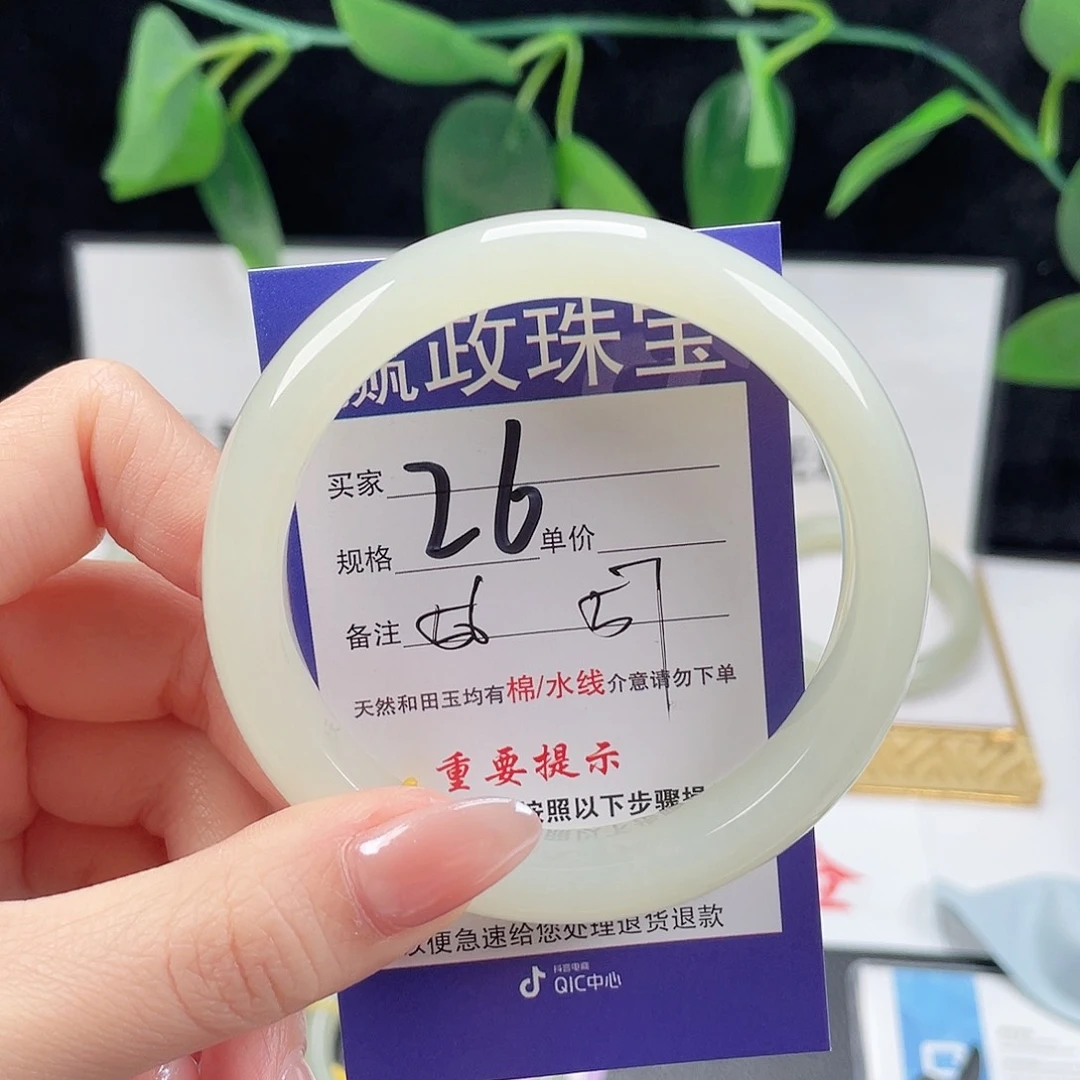 政珠宝
买家 26
规格 单价
备注 57
天然和田玉均有棉/水线介意请勿下单
重要提示
按照以下步骤
便急速给您处理退货退款
抖音电商
QIC中心